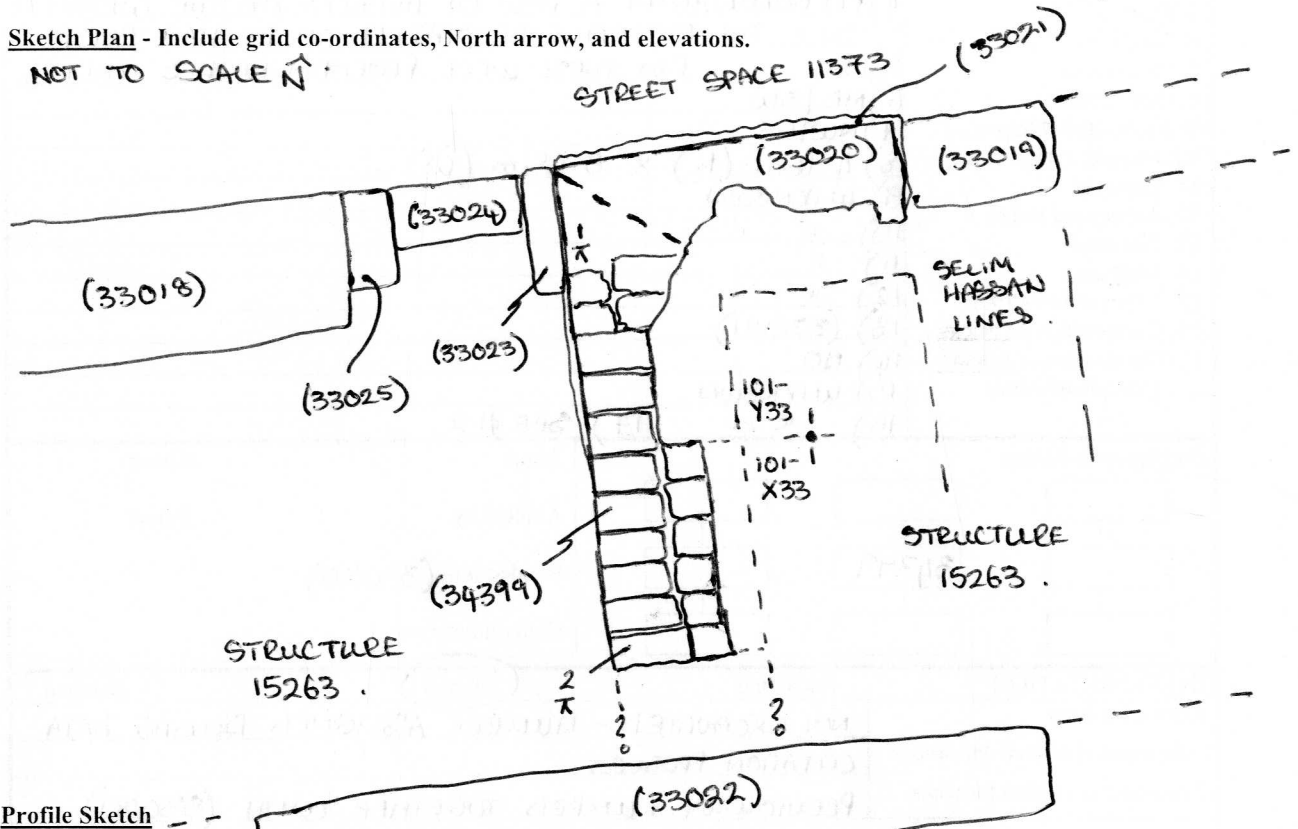 Sketch Plan - Include grid co-ordinates, North arrow, and elevations.
NOT TO SCALE N
STREET SPACE 11373
(33021)
(33020)
(33019)
(33024)
(33018)
SELIM
HASSAN
LINES.
1
(33023)
(33025)
101-
Y33
101-
X33
STRUCTURE
15263.
(34399)
STRUCTURE
15263.
2
?
?
(33022)
Profile Sketch